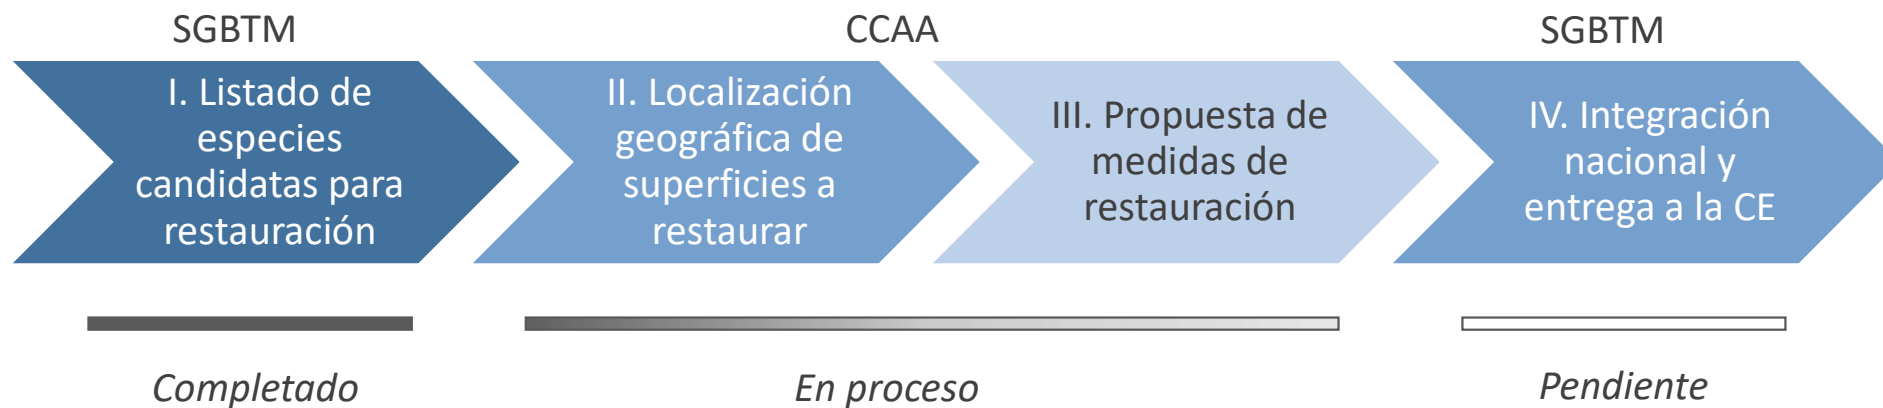 SGBTM
CCAA
SGBTM
I. Listado de
especies
candidatas para
restauración
II. Localización
geográfica de
superficies a
restaurar
III. Propuesta de
medidas de
restauración
IV. Integración
nacional y
entrega a la CE
Completado
En proceso
Pendiente